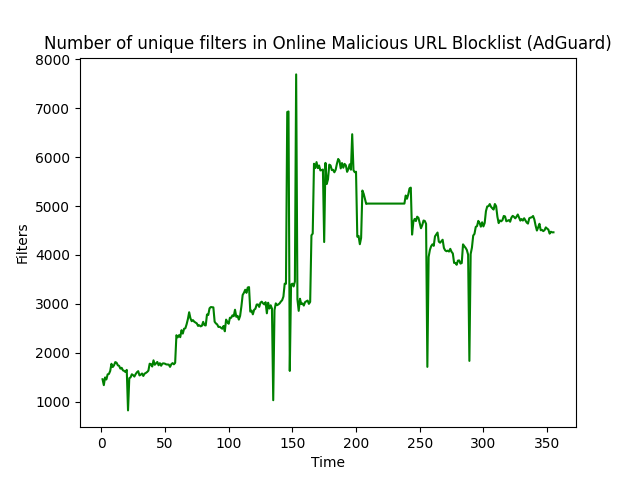 Number of unique filters in Online Malicious URL Blocklist (AdGuard)
8000
7000
6000
5000
4000
3000
2000
1000
Filters
0 50 100 150 200 250 300 350
Time